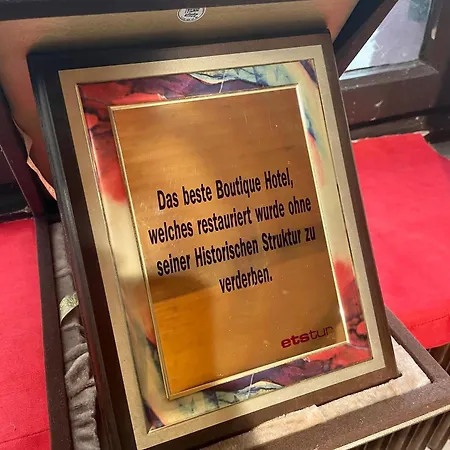 Das beste Boutique Hotel,
welches restauriert wurde ohne
seiner Historischen Struktur zu
verderben.
etstur